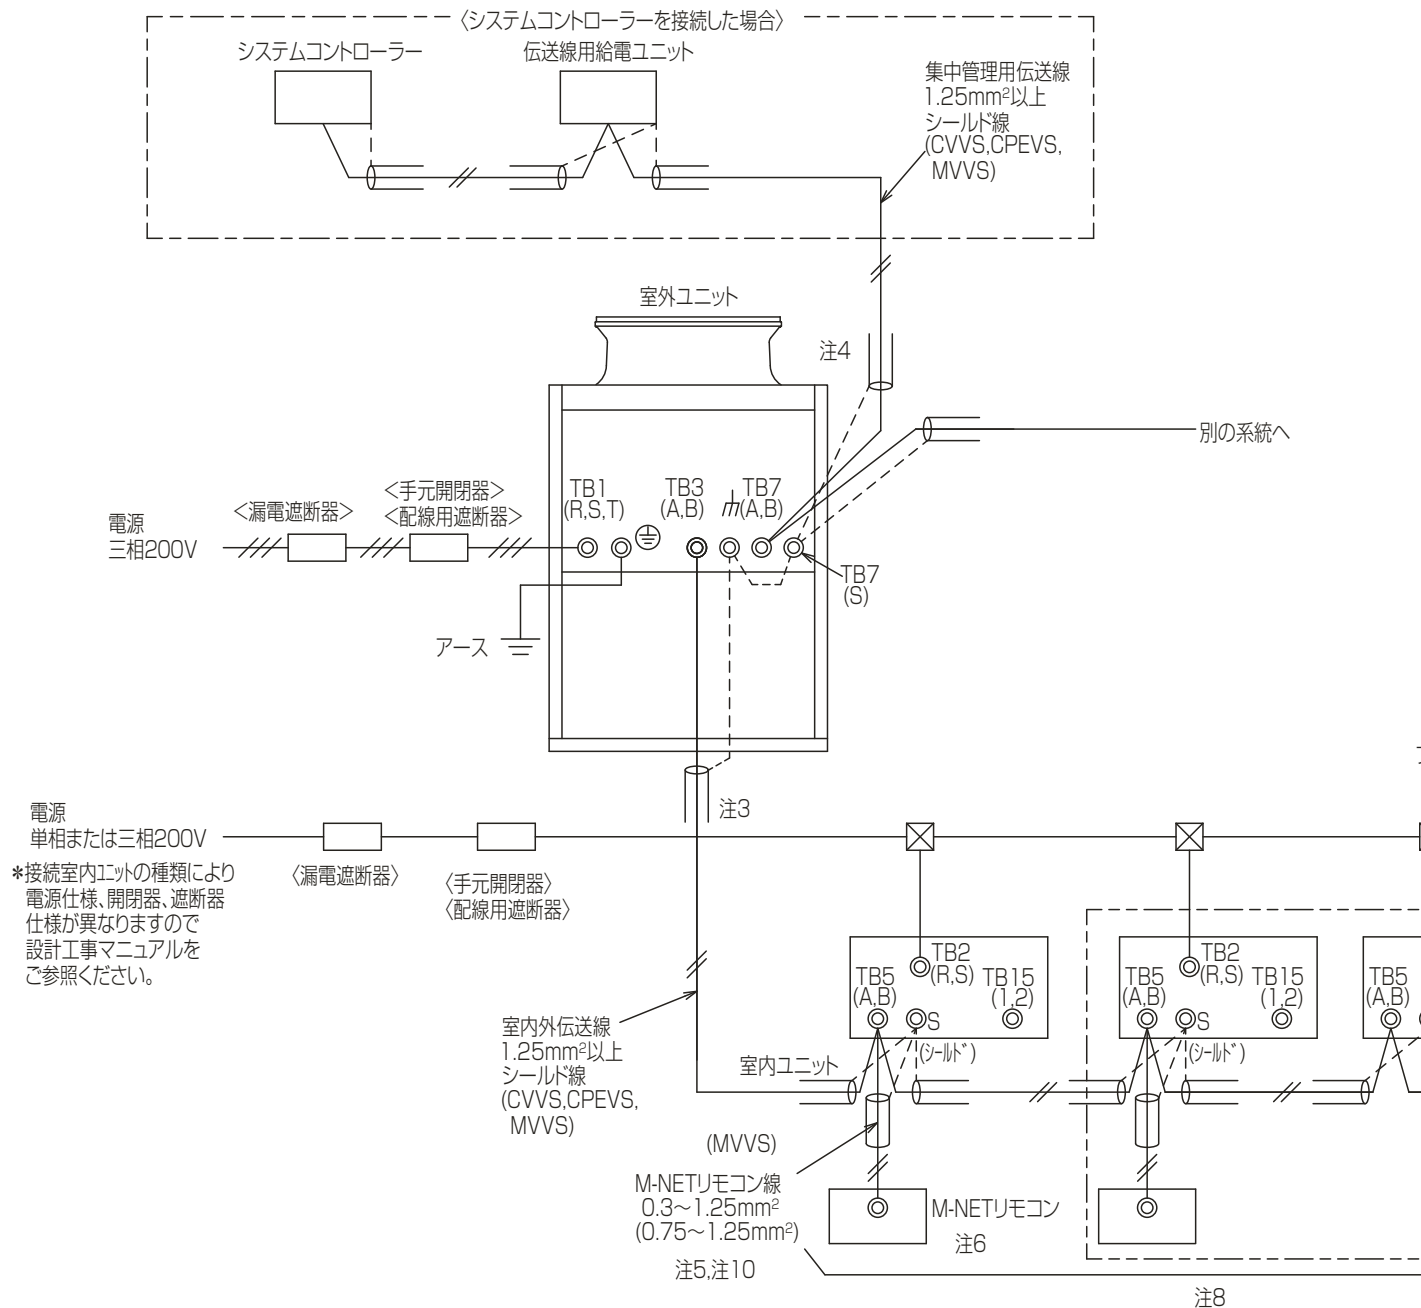 〈システムコントローラーを接続した場合〉
システムコントローラー
伝送線用給電ユニット
集中管理用伝送線
1.25mm²以上
シールド線
(CVVS,CPEVS,
MVVS)
室外ユニット
注4
別の系統へ
電源
三相200V
<漏電遮断器>
<手元開閉器>
<配線用遮断器>
TB1
(R,S,T)
TB3
(A,B)
TB7
(A,B)
TB7
(S)
アース
注3
電源
単相または三相200V
*接続室内ユニットの種類により
電源仕様、開閉器、遮断器
仕様が異なりますので
設計工事マニュアルを
ご参照ください。
〈漏電遮断器〉
〈手元開閉器〉
〈配線用遮断器〉
室内外伝送線
1.25mm²以上
シールド線
(CVVS,CPEVS,
MVVS)
室内ユニット
TB5
(A,B)
TB2
(R,S)
TB15
(1,2)
S
(シールド)
TB5
(A,B)
TB2
(R,S)
TB15
(1,2)
S
(シールド)
TB5
(A,B)
(MVVS)
M-NETリモコン線
0.3～1.25mm²
(0.75～1.25mm²)
注5,注10
M-NETリモコン
注6
注8